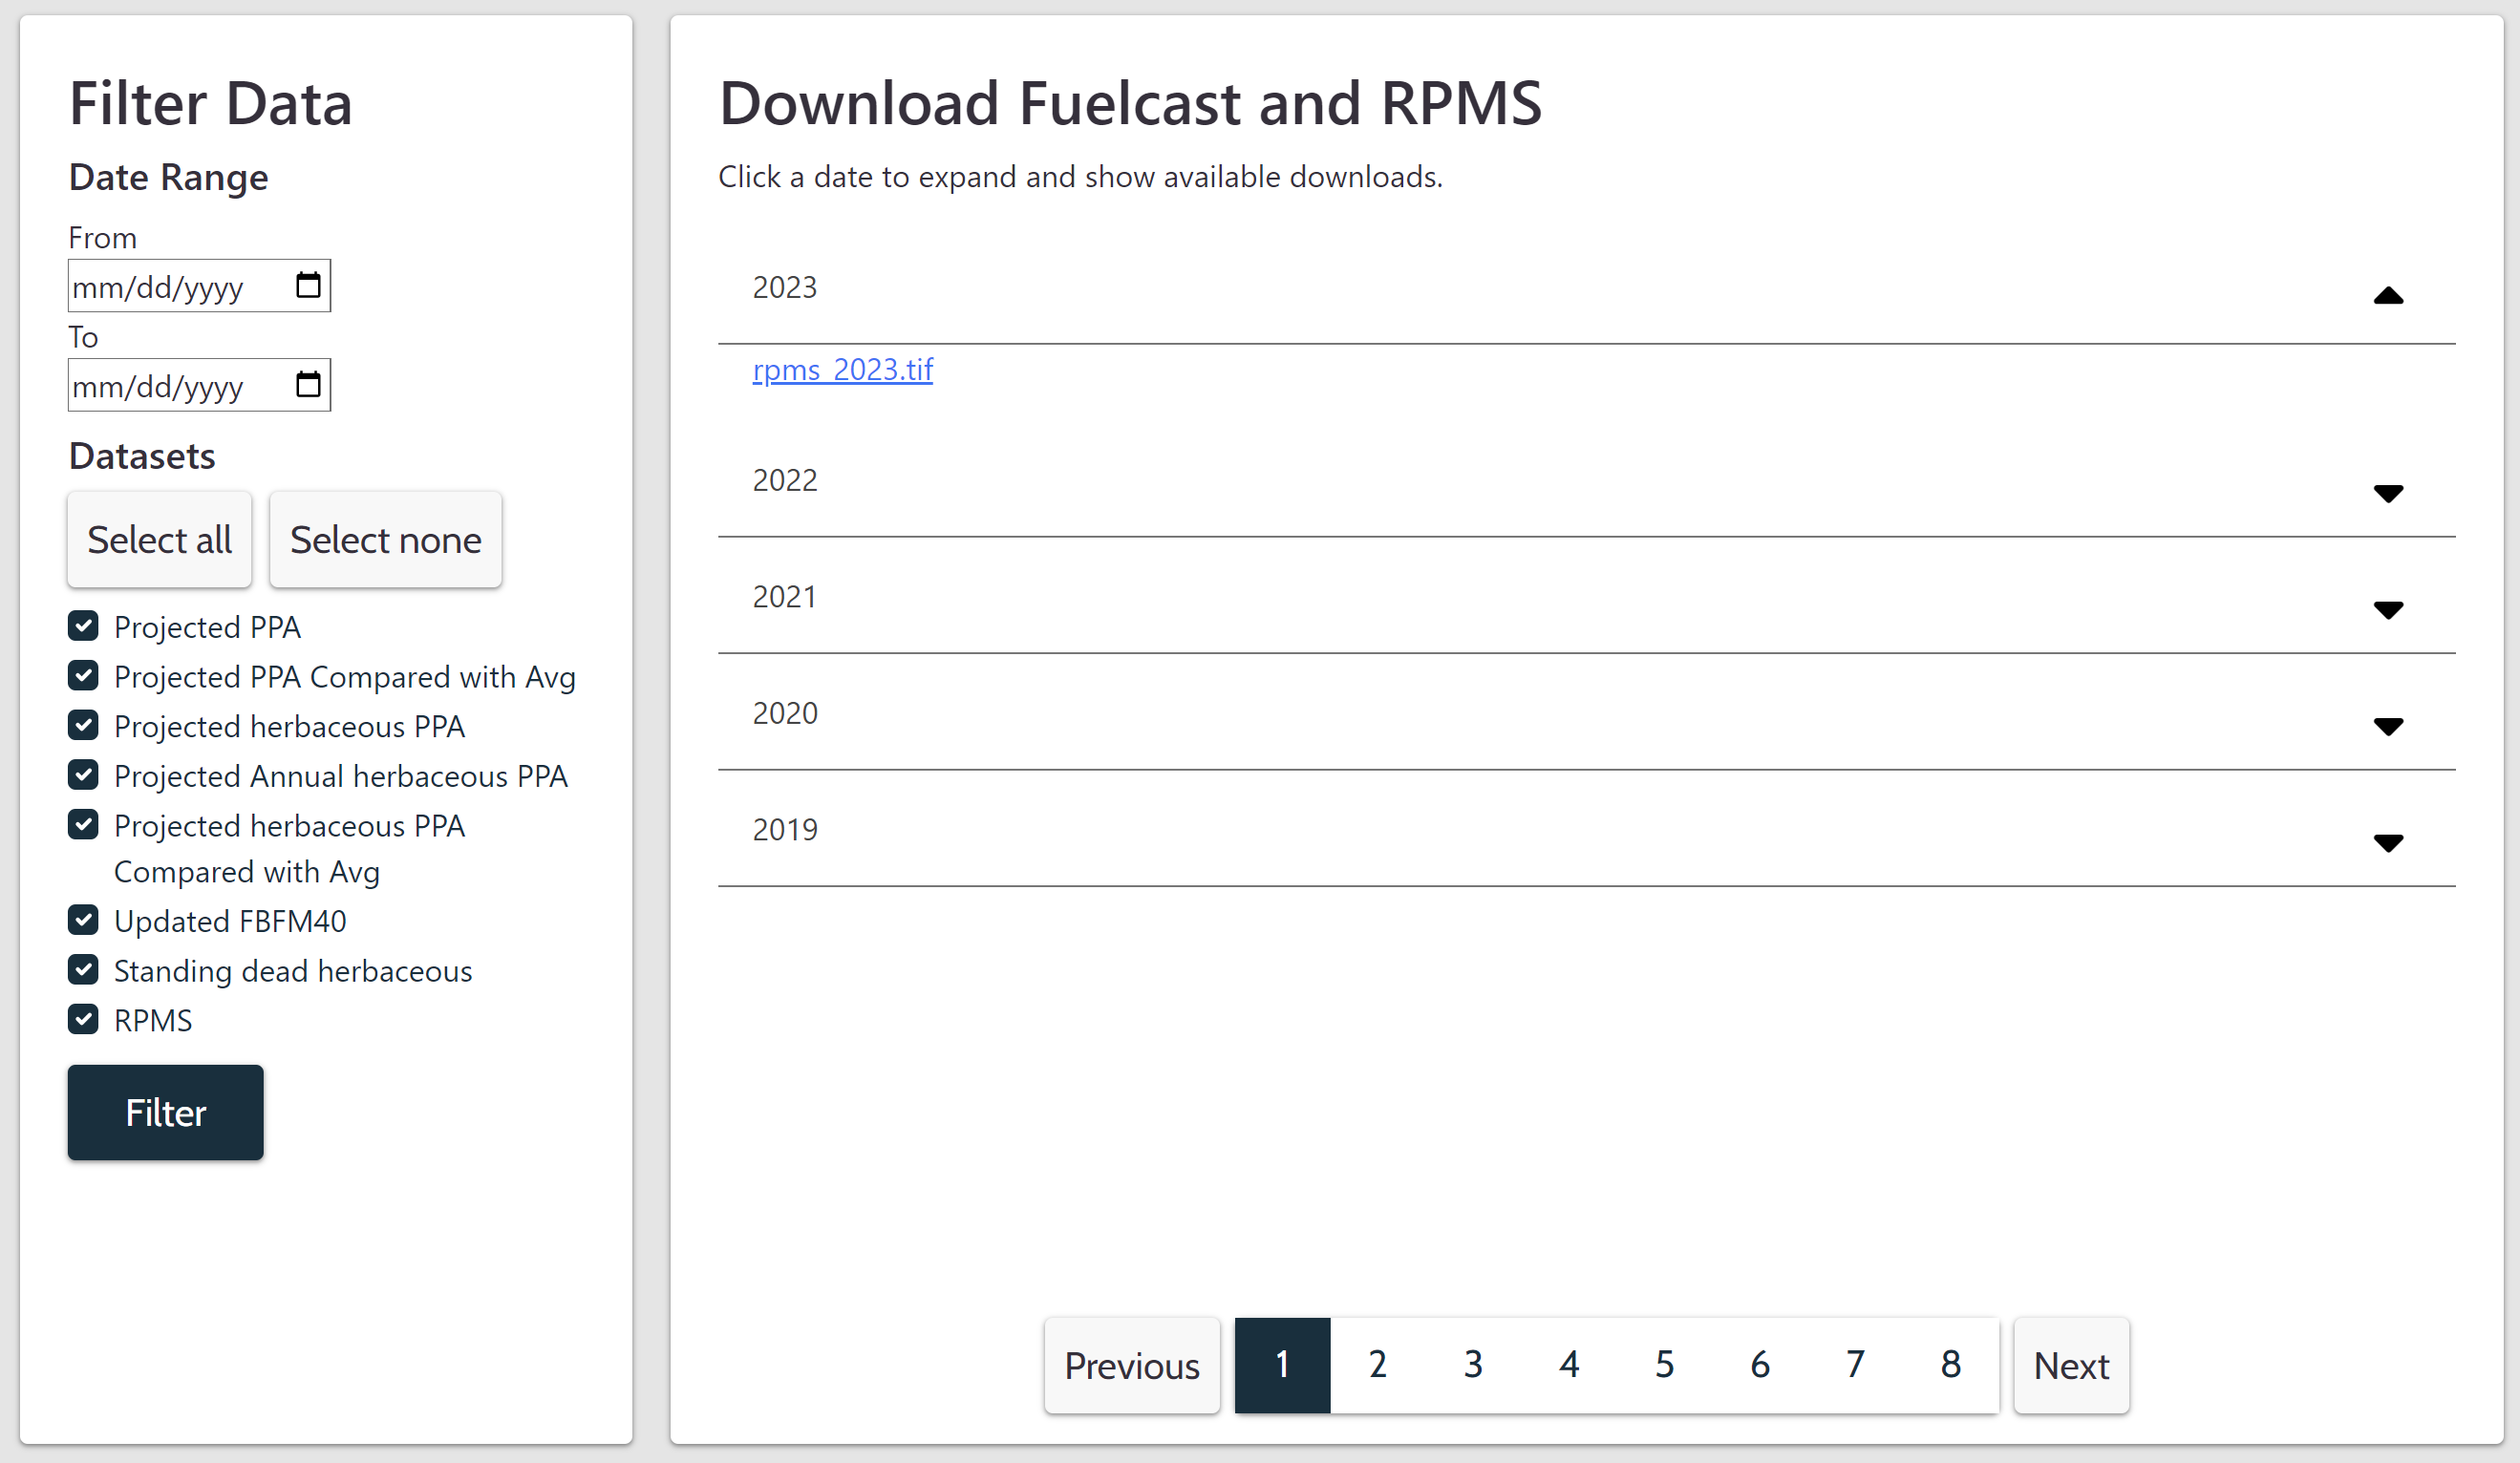 Filter Data
Date Range
From
mm/dd/yyyy
To
mm/dd/yyyy
Datasets
Select all
Select none
Projected PPA
Projected PPA Compared with Avg
Projected herbaceous PPA
Projected Annual herbaceous PPA
Projected herbaceous PPA
Compared with Avg
Updated FBFM40
Standing dead herbaceous
RPMS
Filter
Download Fuelcast and RPMS
Click a date to expand and show available downloads.
2023
rpms_2023.tif
2022
2021
2020
2019
Previous 1 2 3 4 5 6 7 8 Next